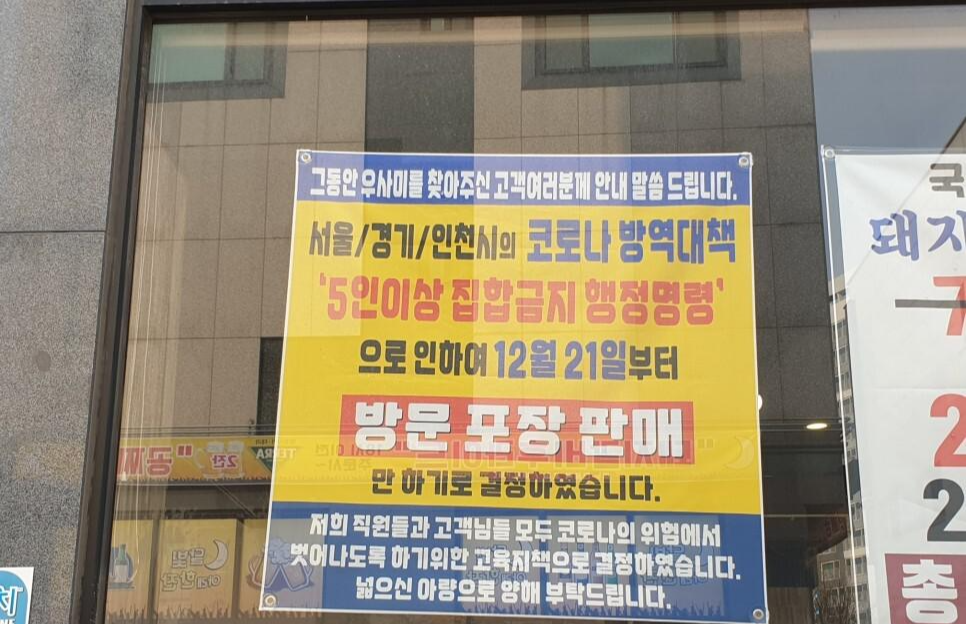 그동안 우사미를 찾아주신 고객여러분께 안내 말씀 드립니다.
서울/경기/인천시의 코로나 방역대책
'5인이상 집합금지 행정명령'
으로 인하여 12월 21일부터
방문 포장 판매
만 하기로 결정하였습니다.
저희 직원들과 고객님들 모두 코로나의 위험에서
벗어나도록 하기위한 고육지책으로 결정하였습니다.
넓으신 아량으로 양해 부탁드립니다.
국
돼지
7
2
2
총